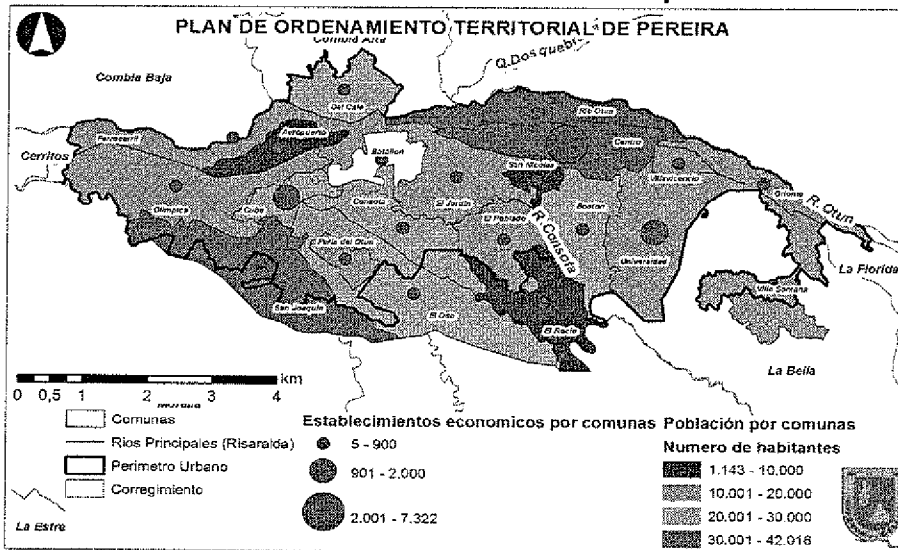 PLAN DE ORDENAMIENTO TERRITORIAL DE PEREIRA
Combia Baja
Q.Dosquebr
Del Cafe
Rio Otun
Ferrocarril
Aeropuerto
Centro
Cerritos
Batallon
San Nicolas
Villavicencio
Oriente
R. Otun
Olimpica
Cuba
Consota
El Jardin
El Poblado
Boston
R. Consota
Perla del Otun
Universidad
La Florida
Villa Santana
San Joaquin
El Oso
El Rocio
La Bella
km
0 0,5 1 2 3 4
Comunas
Rios Principales (Risaralda)
Perimetro Urbano
Corregimiento
La Estre
Establecimientos economicos por comunas
5 - 900
901 - 2.000
2.001 - 7.322
Población por comunas
Numero de habitantes
1.143 - 10.000
10.001 - 20.000
20.001 - 30.000
30.001 - 42.016